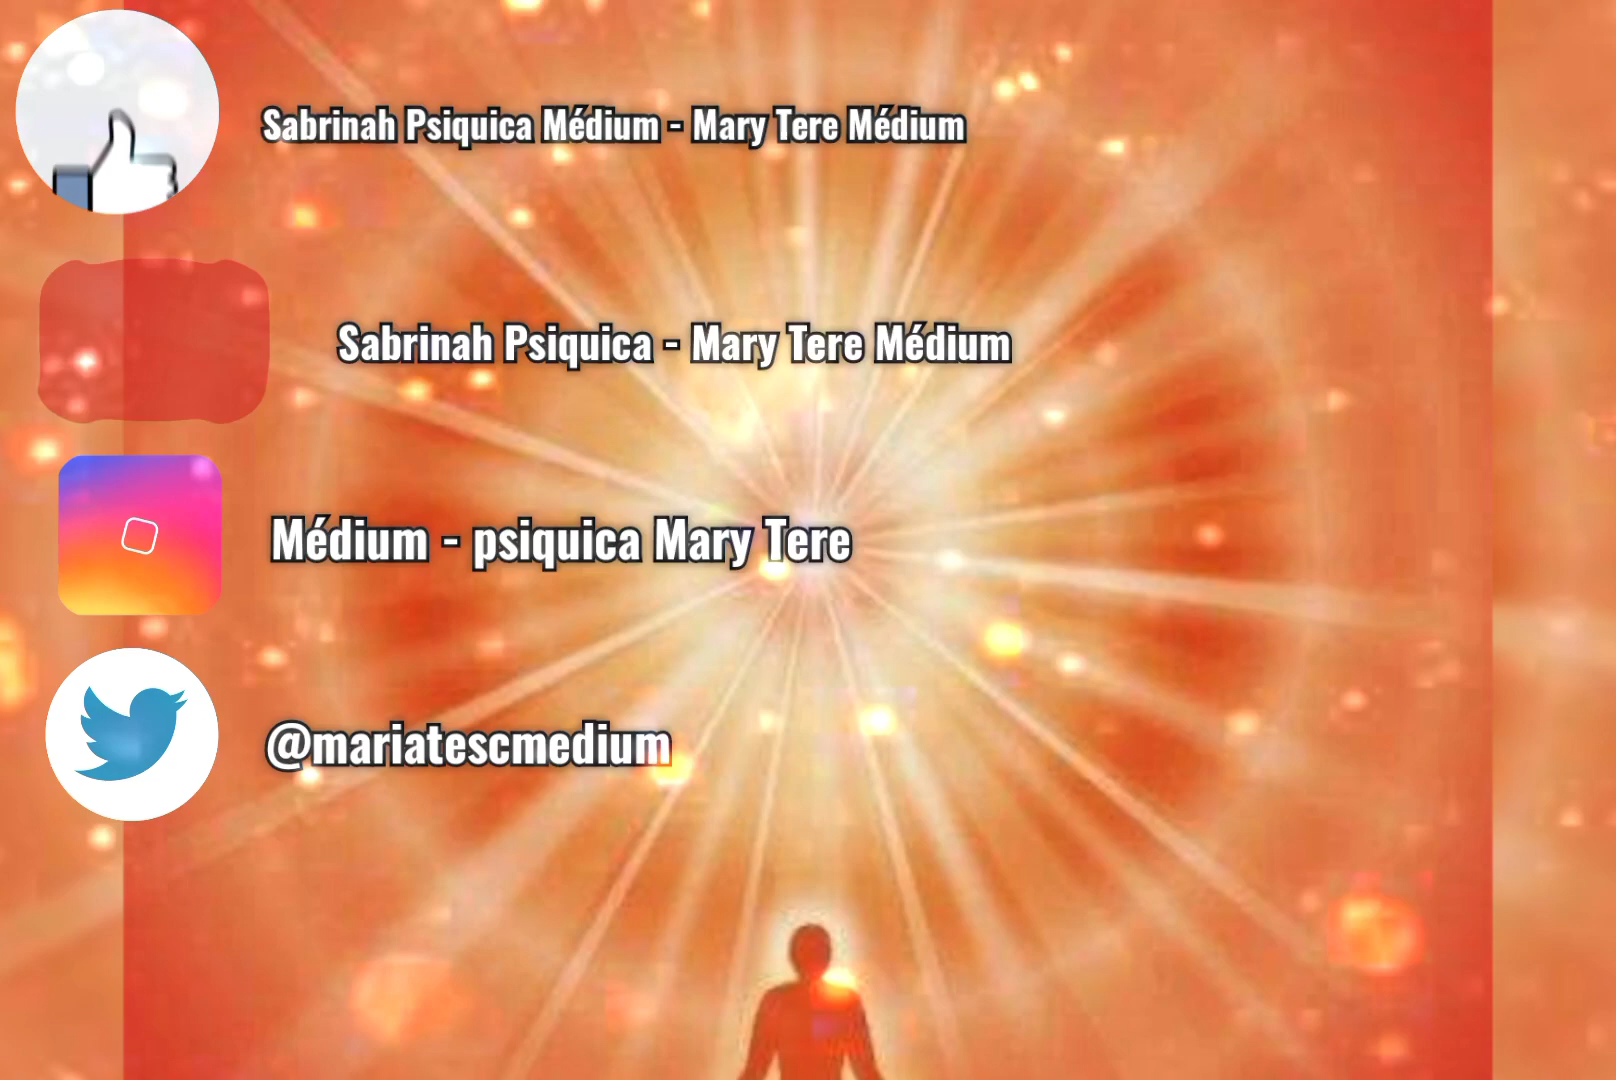 Sabrinah Psiquica Médium - Mary Tere Médium
Sabrinah Psiquica - Mary Tere Médium
Médium - psiquica Mary Tere
@mariatescmedium